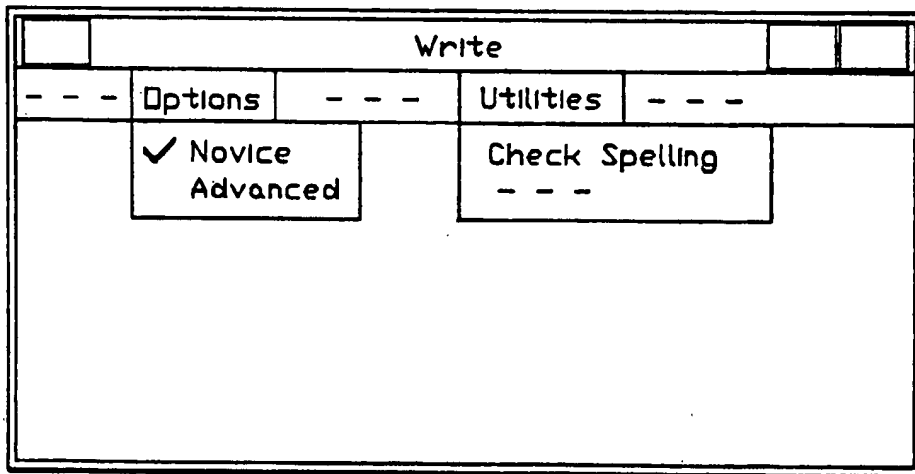 Write
- - - Options - - - Utilities - - -
✓ Novice Check Spelling
Advanced - - -